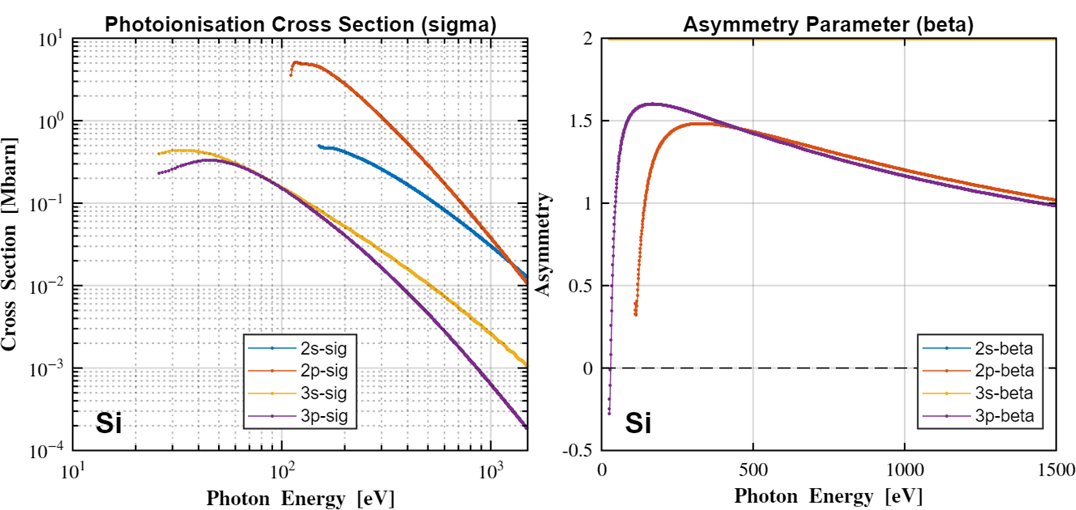 Photoionisation Cross Section (sigma)
10^1
10^0
10^-1
10^-2
10^-3
10^-4
Cross Section [Mbarn]
2s-sig
2p-sig
3s-sig
3p-sig
Si
10^1
10^2
10^3
Photon Energy [eV]
Asymmetry Parameter (beta)
2
1.5
1
0.5
0
-0.5
Asymmetry
2s-beta
2p-beta
3s-beta
3p-beta
Si
0
500
1000
1500
Photon Energy [eV]